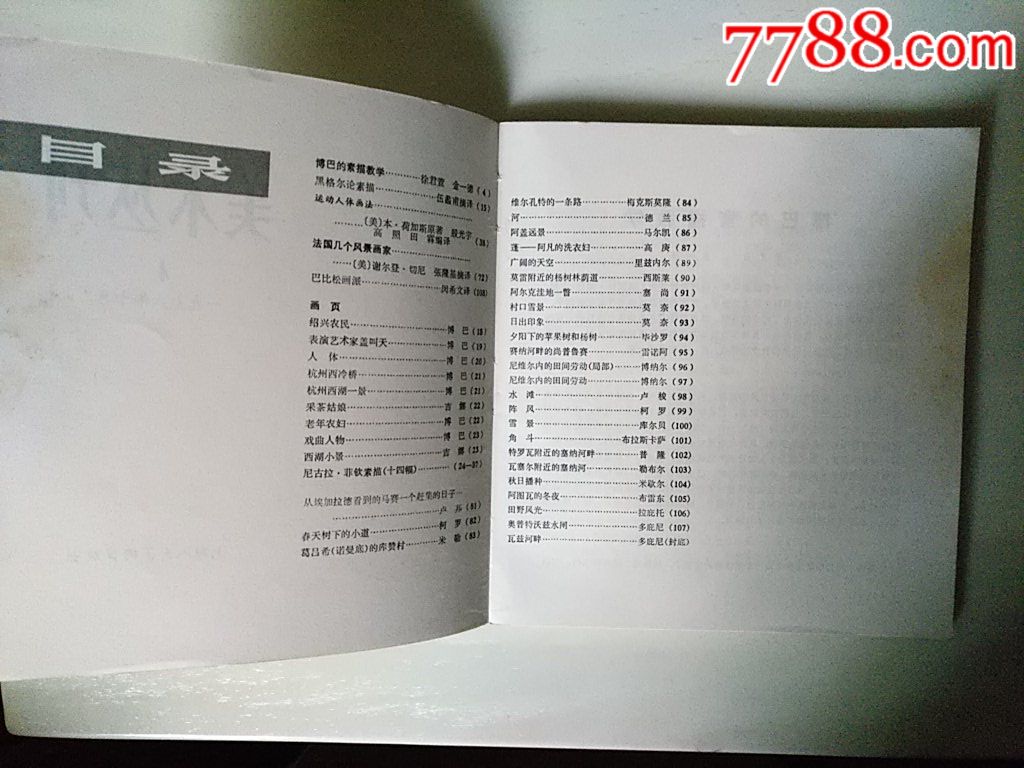 7788.com
目录
博巴的素描教学……徐君萱 金一德(4)
黑格尔论素描……伍蠡甫摘译(15)
运动人体画法……
〔美〕本·荷加斯原著 殷光宇
高照 田霖编译(38)
法国几个风景画家……
……〔美〕谢尔登·切尼 张隆基摘译(72)
巴比松画派……闵希文译(108)
画页
绍兴农民……博巴(18)
表演艺术家盖叫天……博巴(19)
人体……博巴(20)
杭州西冷桥……博巴(21)
杭州西湖一景……博巴(21)
采茶姑娘……吉娜(22)
老年农妇……博巴(22)
戏曲人物……博巴(23)
西湖小景……吉娜(23)
尼古拉·菲钦素描(十四幅)……(24—37)
从埃加拉德看到的马赛一个赶集的日子…
……卢苏(81)
春天树下的小道……柯罗(82)
葛吕希(诺曼底)的库赞村……米勒(83)
维尔孔特的一条路……梅克斯莫隆(84)
河……德兰(85)
阿盖远景……马尔凯(86)
蓬——阿凡的洗衣妇……高庚(87)
广阔的天空……里兹内尔(89)
莫雷附近的杨树林荫道……西斯莱(90)
阿尔克洼地一瞥……塞尚(91)
村口雪景……莫奈(92)
日出印象……莫奈(93)
夕阳下的苹果树和杨树……毕沙罗(94)
赛纳河畔的尚普鲁赛……雷诺阿(95)
尼维尔内的田间劳动(局部)……博纳尔(96)
尼维尔内的田间劳动……博纳尔(97)
水滩……卢梭(98)
阵风……柯罗(99)
雪景……库尔贝(100)
角斗……布拉斯卡萨(101)
特罗瓦附近的塞纳河畔……普隆(102)
瓦塞尔附近的塞纳河……勒布尔(103)
秋日播种……米歇尔(104)
阿图瓦的冬夜……布雷东(105)
田野风光……拉庇托(106)
奥普特沃兹水闸……多庇尼(107)
瓦兹河畔……多庇尼(封底)